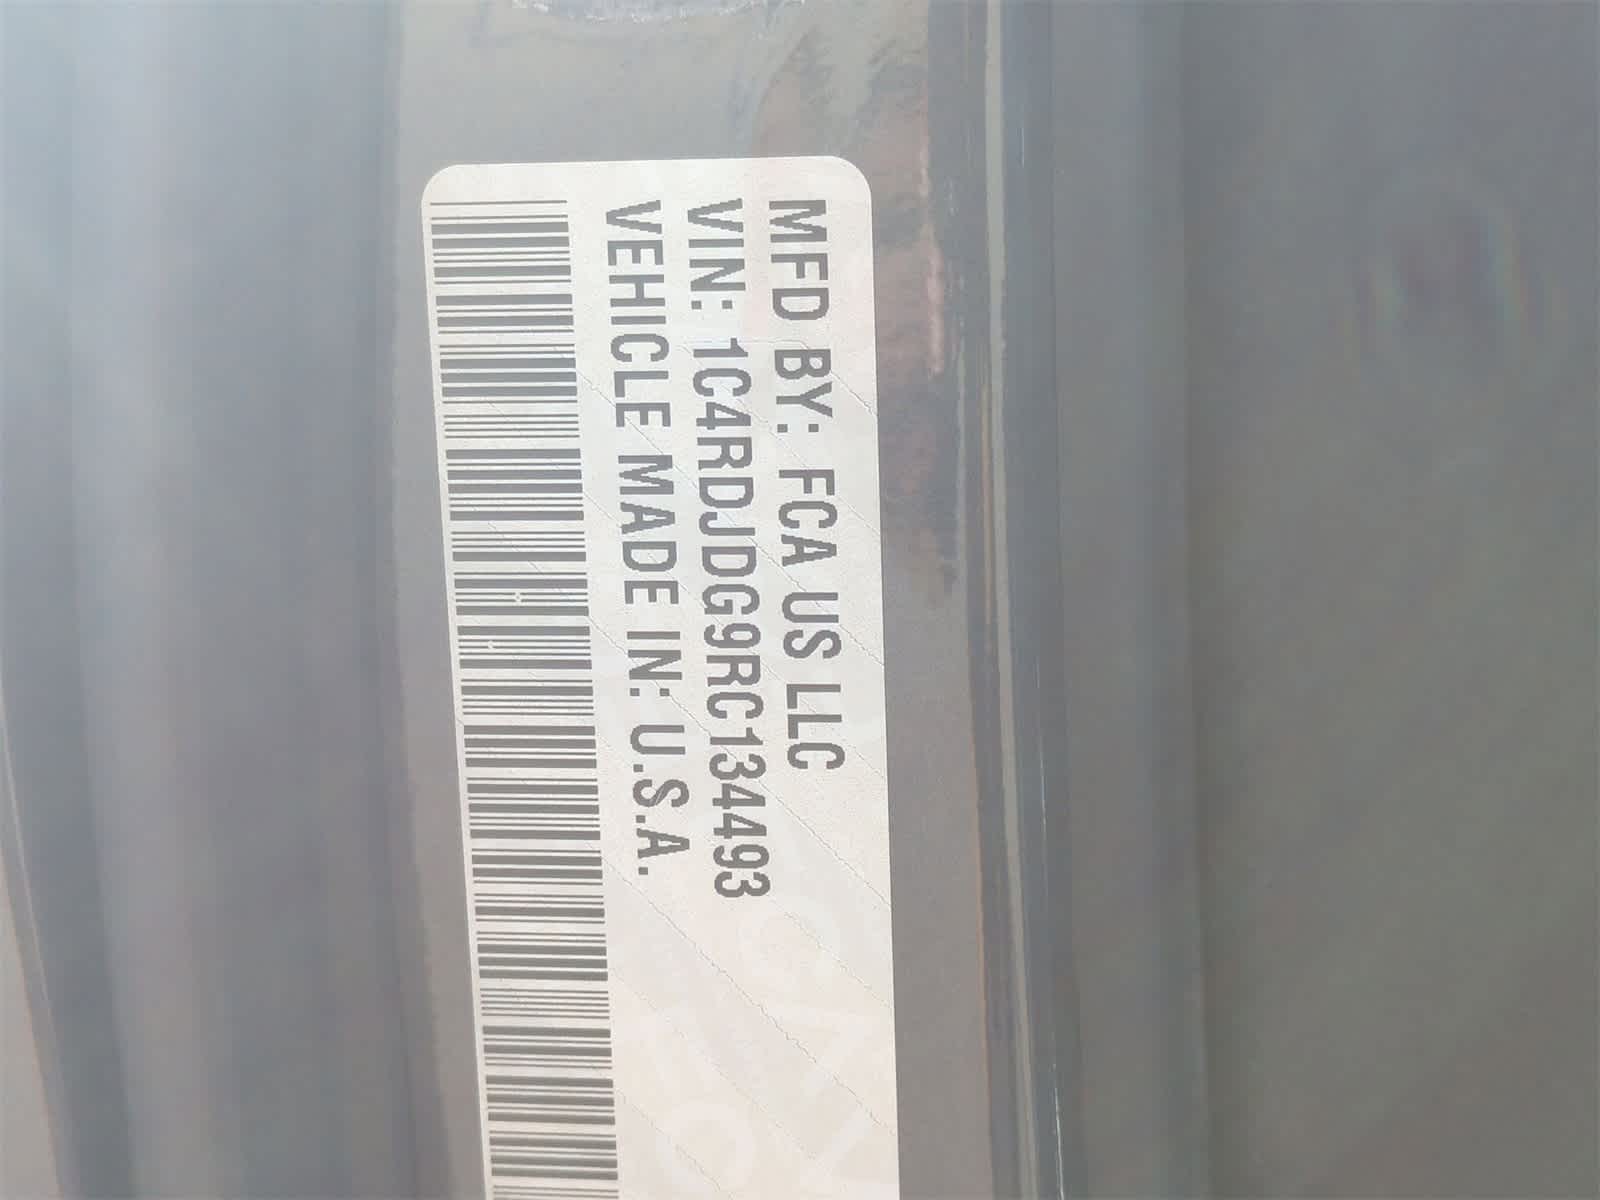 MFD BY: FCA US LLC
VIN: 1C4RDJDG9RC134493
VEHICLE MADE IN: U.S.A.